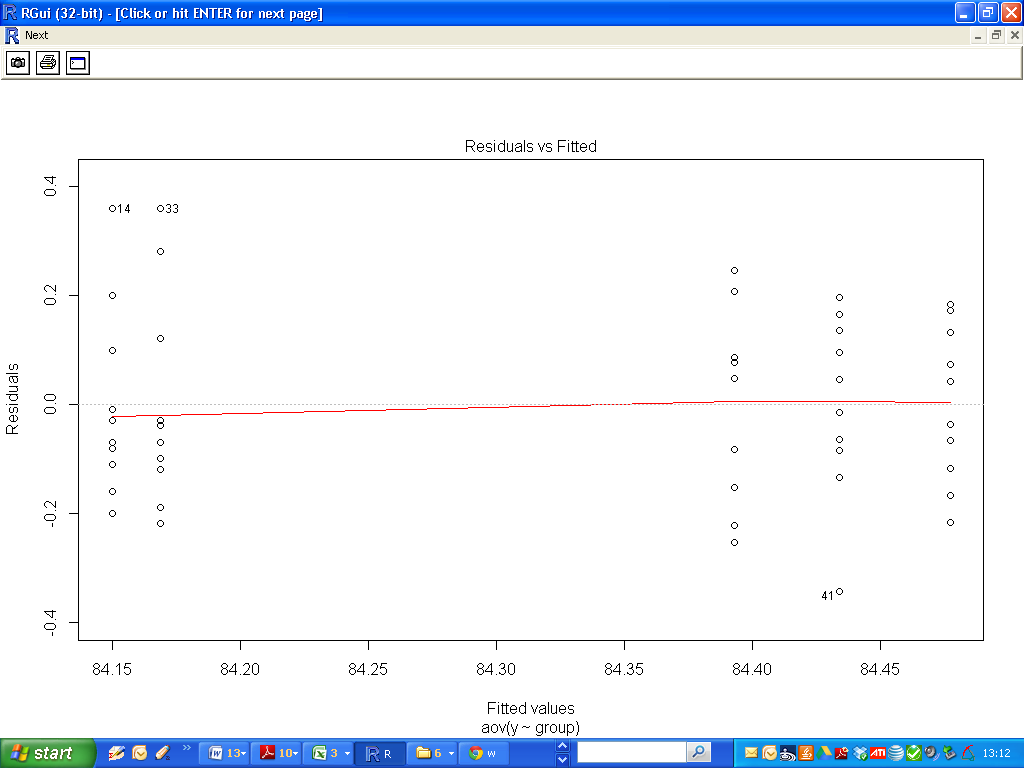 RGui (32-bit) - [Click or hit ENTER for next page]
Next
Residuals vs Fitted
0.4
0.2
0.0
-0.2
-0.4
Residuals
14
33
41
84.15 84.20 84.25 84.30 84.35 84.40 84.45
Fitted values
aov(y ~ group)
start 13 10 3 R 6 w 13:12